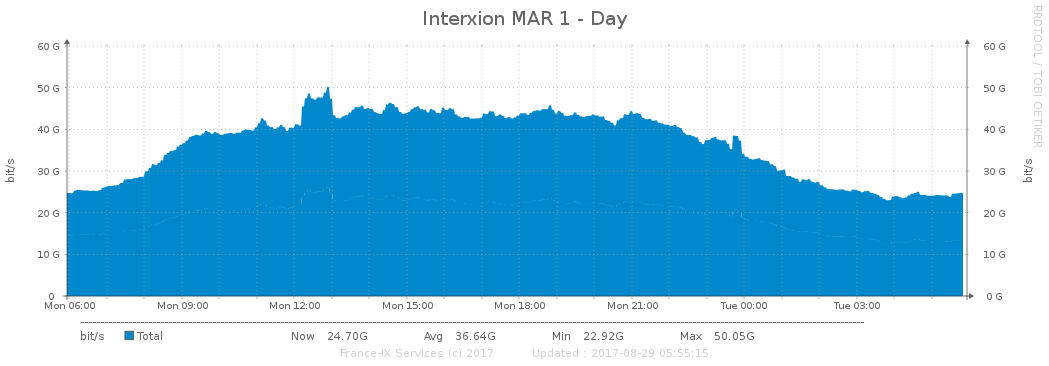 Interxion MAR 1 - Day
RRDTOOL / TOBI OETIKER
bit/s
bit/s
60 G 60 G
50 G 50 G
40 G 40 G
30 G 30 G
20 G 20 G
10 G 10 G
0 0 G
Mon 06:00 Mon 09:00 Mon 12:00 Mon 15:00 Mon 18:00 Mon 21:00 Tue 00:00 Tue 03:00
bit/s Total Now 24.70G Avg 36.64G Min 22.92G Max 50.05G
France-IX Services (c) 2017 Updated : 2017-08-29 05:55:15